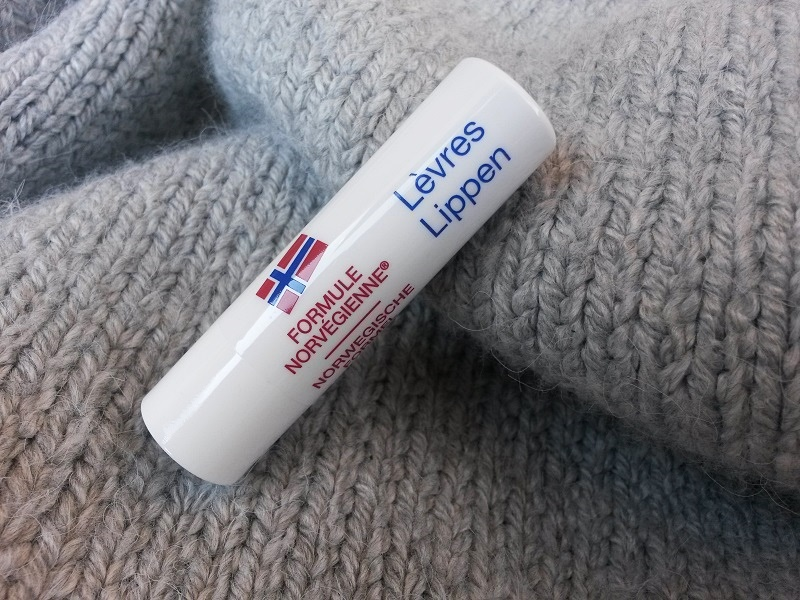 Lèvres
Lippen
FORMULE
NORVÉGIENNE®
NORWEGISCHE